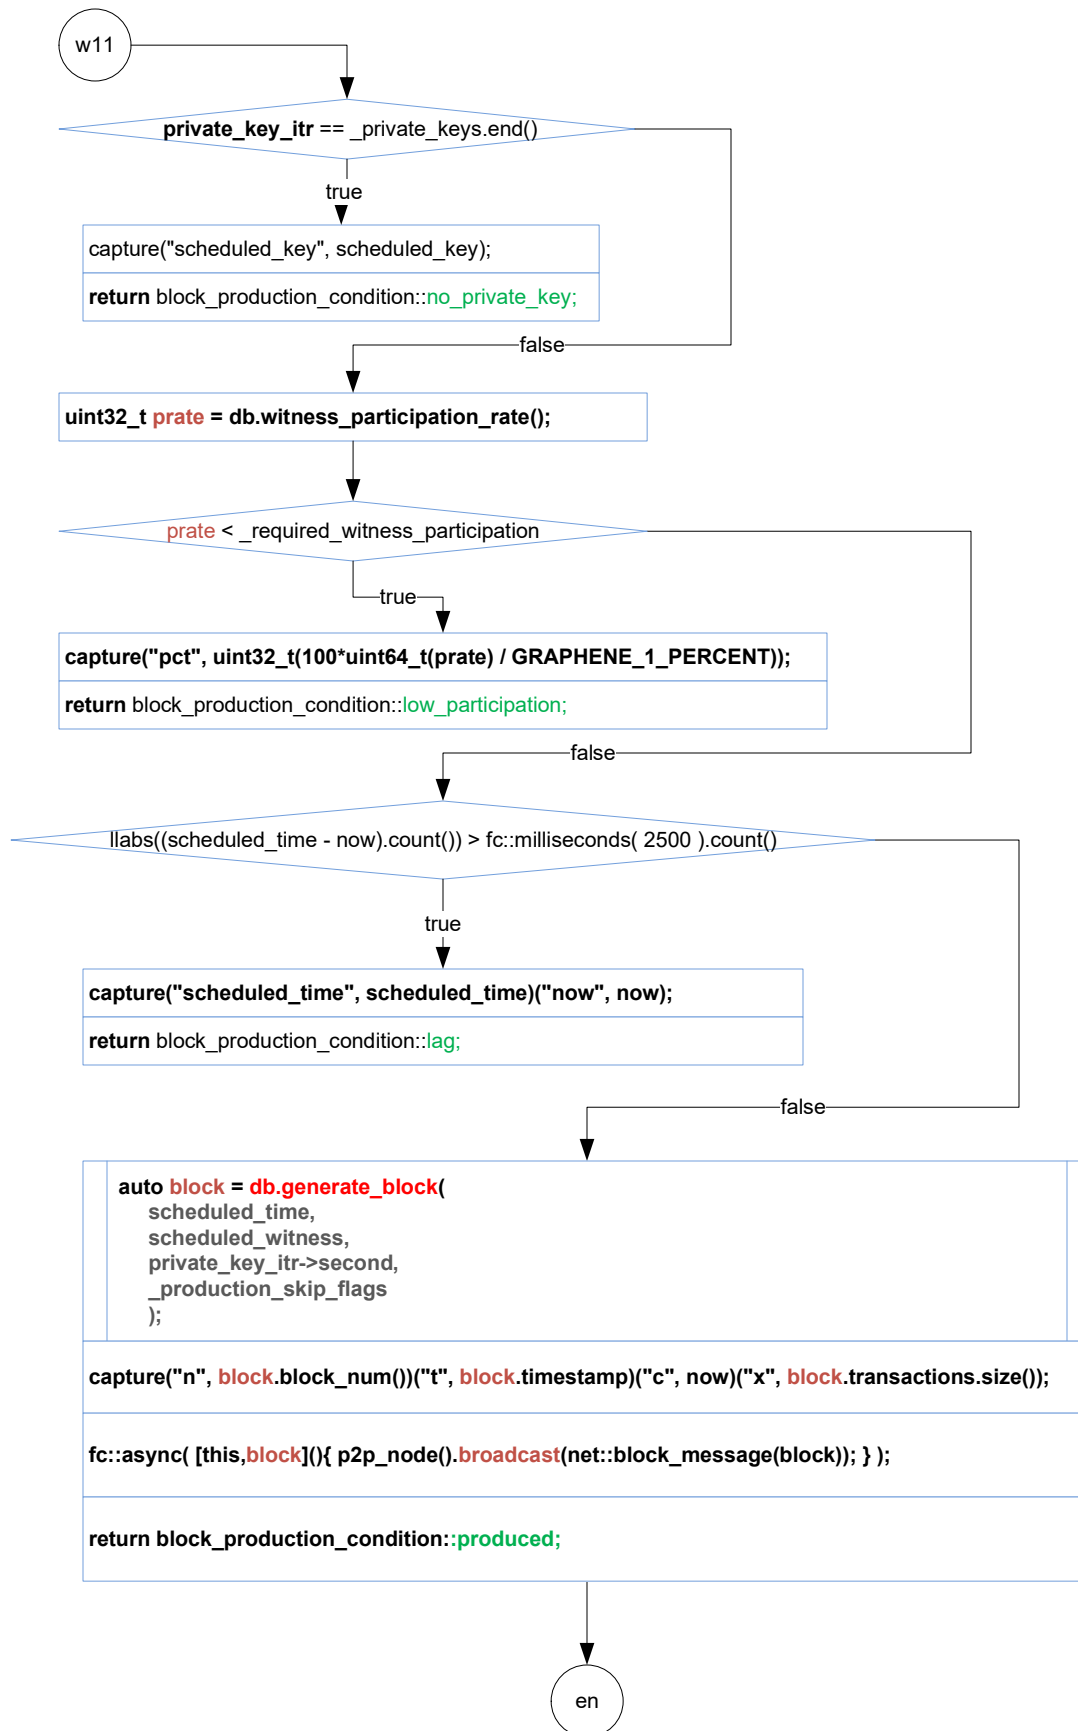 w11
private_key_itr == _private_keys.end()
true
capture("scheduled_key", scheduled_key);
return block_production_condition::no_private_key;
false
uint32_t prate = db.witness_participation_rate();
prate < _required_witness_participation
true
capture("pct", uint32_t(100*uint64_t(prate) / GRAPHENE_1_PERCENT));
return block_production_condition::low_participation;
false
llabs((scheduled_time - now).count()) > fc::milliseconds( 2500 ).count()
true
capture("scheduled_time", scheduled_time)("now", now);
return block_production_condition::lag;
false
auto block = db.generate_block(
scheduled_time,
scheduled_witness,
private_key_itr->second,
_production_skip_flags
);
capture("n", block.block_num())("t", block.timestamp)("c", now)("x", block.transactions.size());
fc::async( [this,block](){ p2p_node().broadcast(net::block_message(block)); } );
return block_production_condition::produced;
en